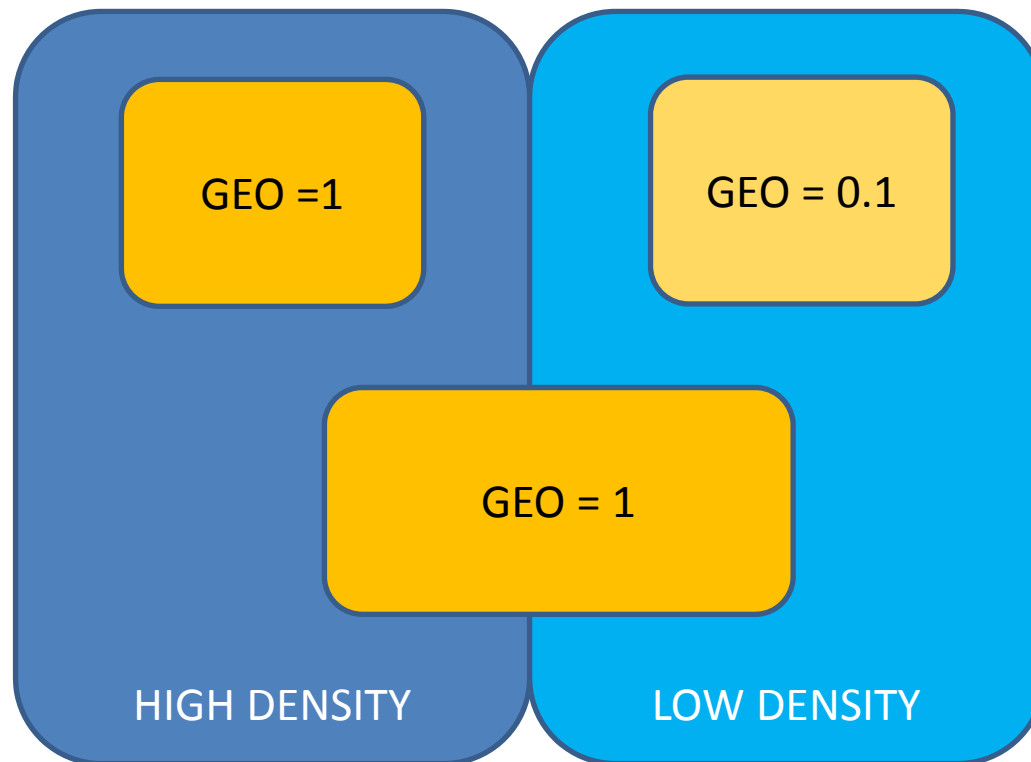 GEO =1
GEO = 0.1
GEO = 1
HIGH DENSITY
LOW DENSITY